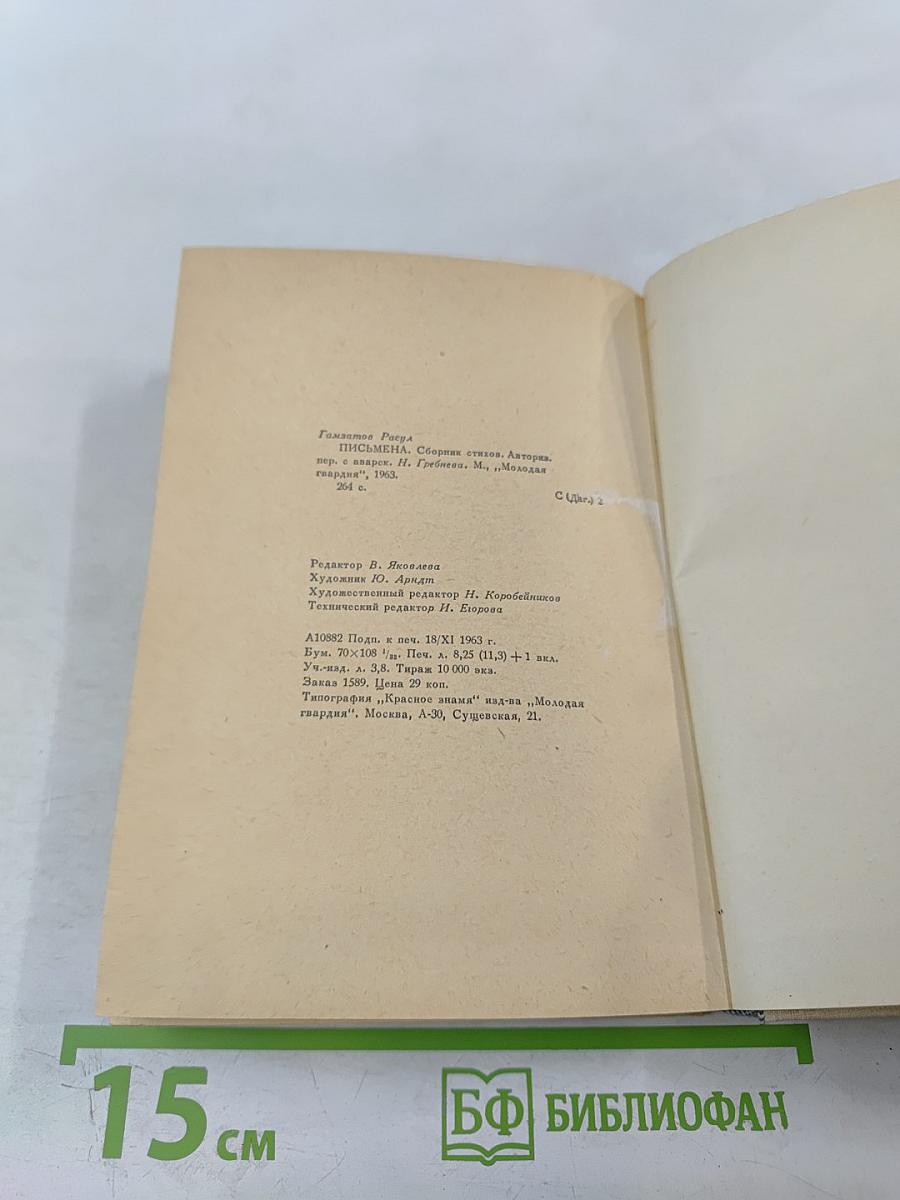 Гамзатов Расул
ПИСЬМЕНА. Сборник стихов. Авториз.
пер. с аварск. Н. Гребнева. М., „Молодая
гвардия“, 1963.
264 с.
С (Даг.) 2
Редактор В. Яковлева
Художник Ю. Арндт
Художественный редактор Н. Коробейников
Технический редактор И. Егорова
А10882 Подп. к печ. 18/XI 1963 г.
Бум. 70×108 ¹/₃₂. Печ. л. 8,25 (11,3) + 1 вкл.
Уч.-изд. л. 3,8. Тираж 10 000 экз.
Заказ 1589. Цена 29 коп.
Типография „Красное знамя“ изд-ва „Молодая
гвардия“. Москва, А-30, Сущевская, 21.
15 см
БФ БИБЛИОФАН